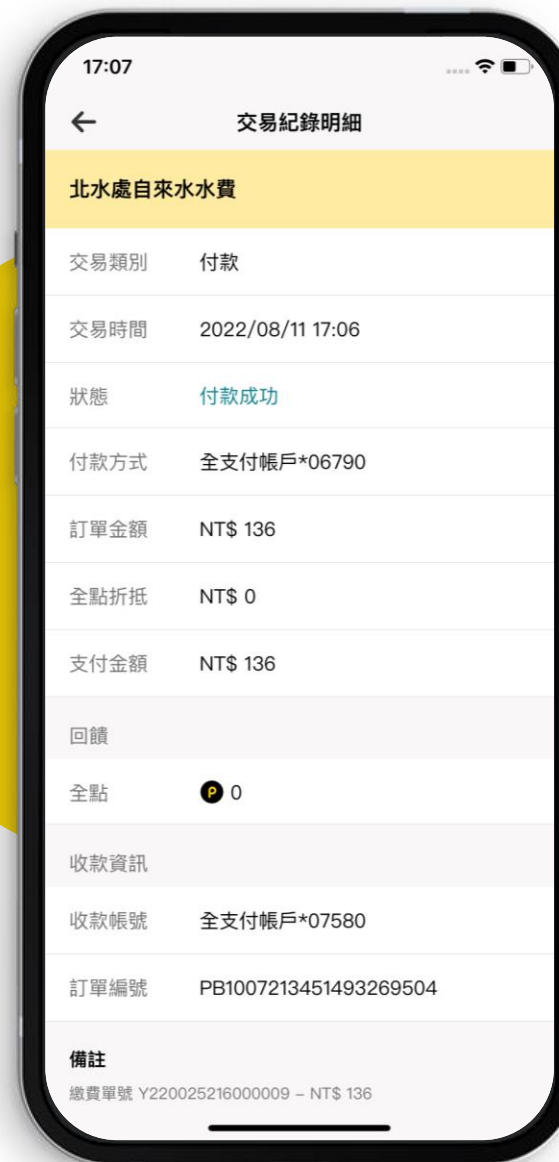 17:07
交易紀錄明細
北水處自來水水費
交易類別 付款
交易時間 2022/08/11 17:06
狀態 付款成功
付款方式 全支付帳戶*06790
訂單金額 NT$ 136
全點折抵 NT$ 0
支付金額 NT$ 136
回饋
全點 P 0
收款資訊
收款帳號 全支付帳戶*07580
訂單編號 PB1007213451493269504
備註
繳費單號 Y220025216000009 – NT$ 136